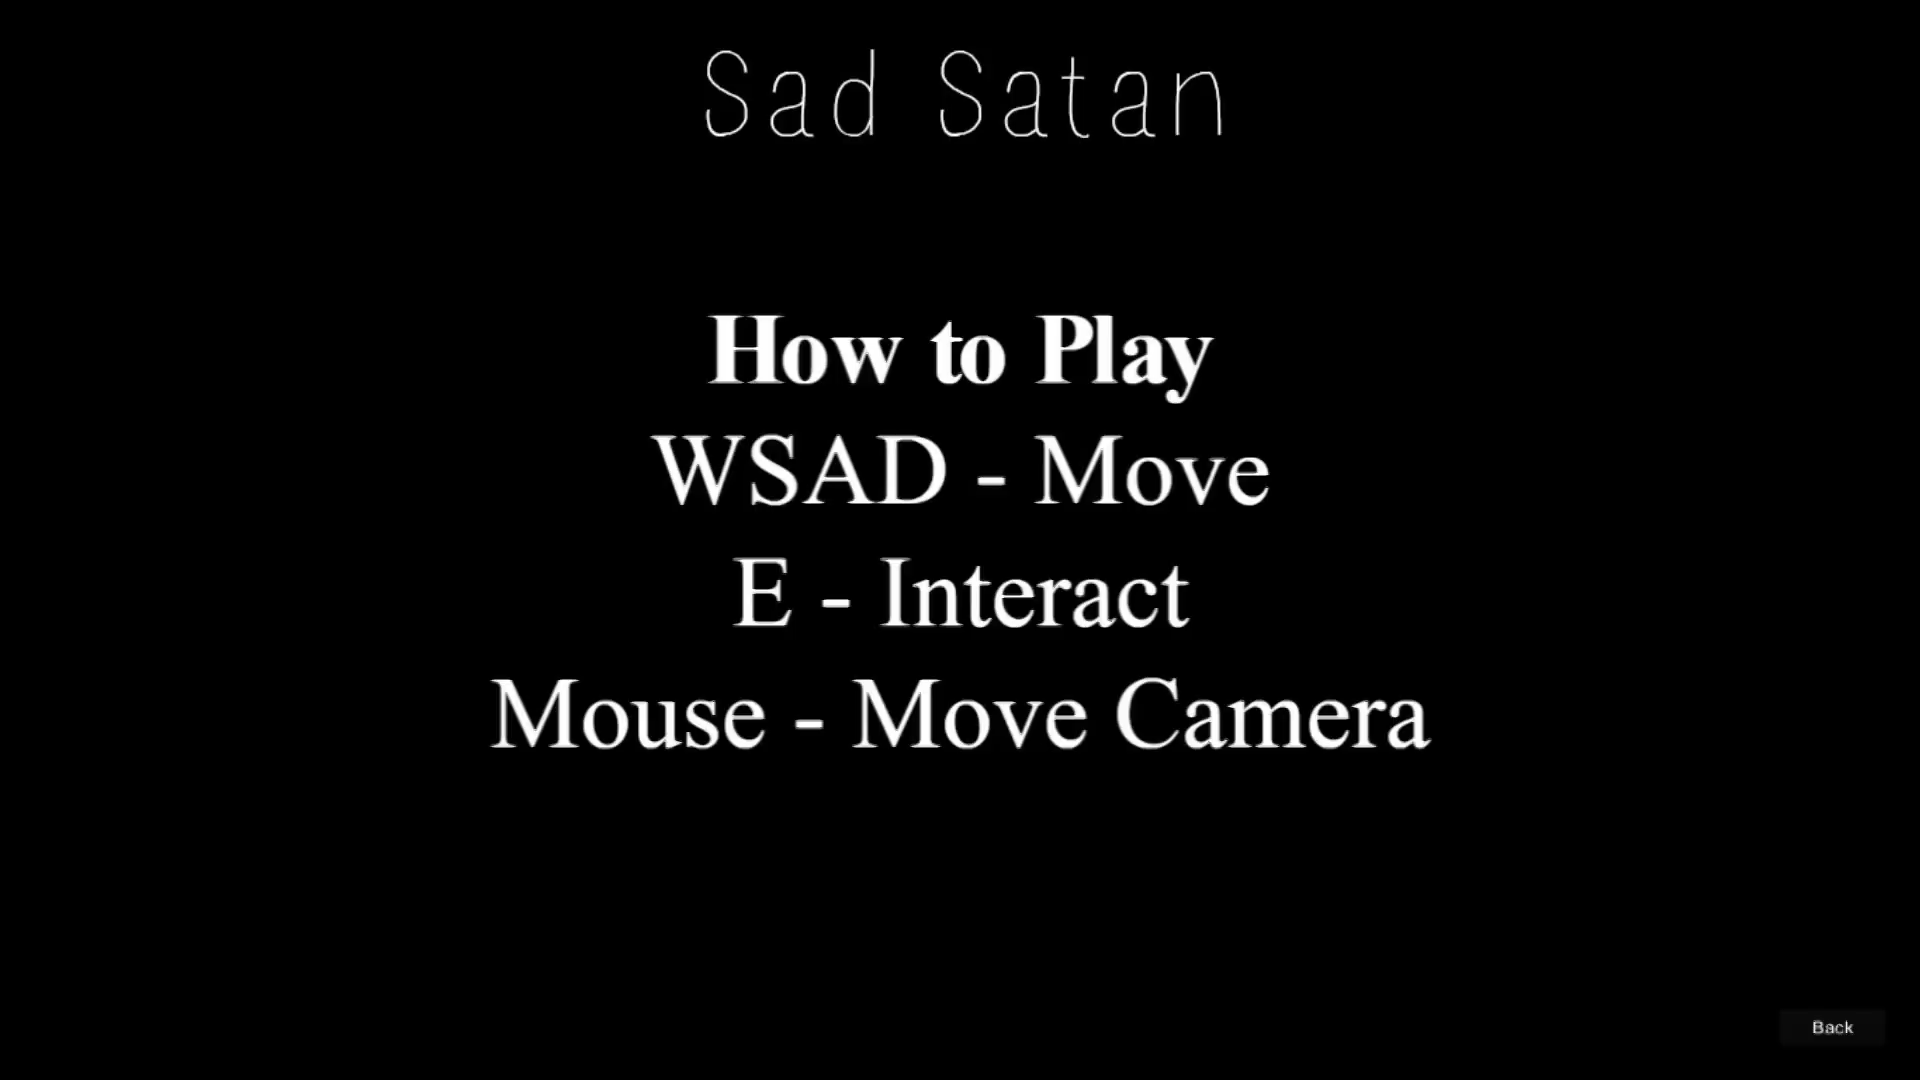 Sad Satan
How to Play
WSAD - Move
E - Interact
Mouse - Move Camera
Back